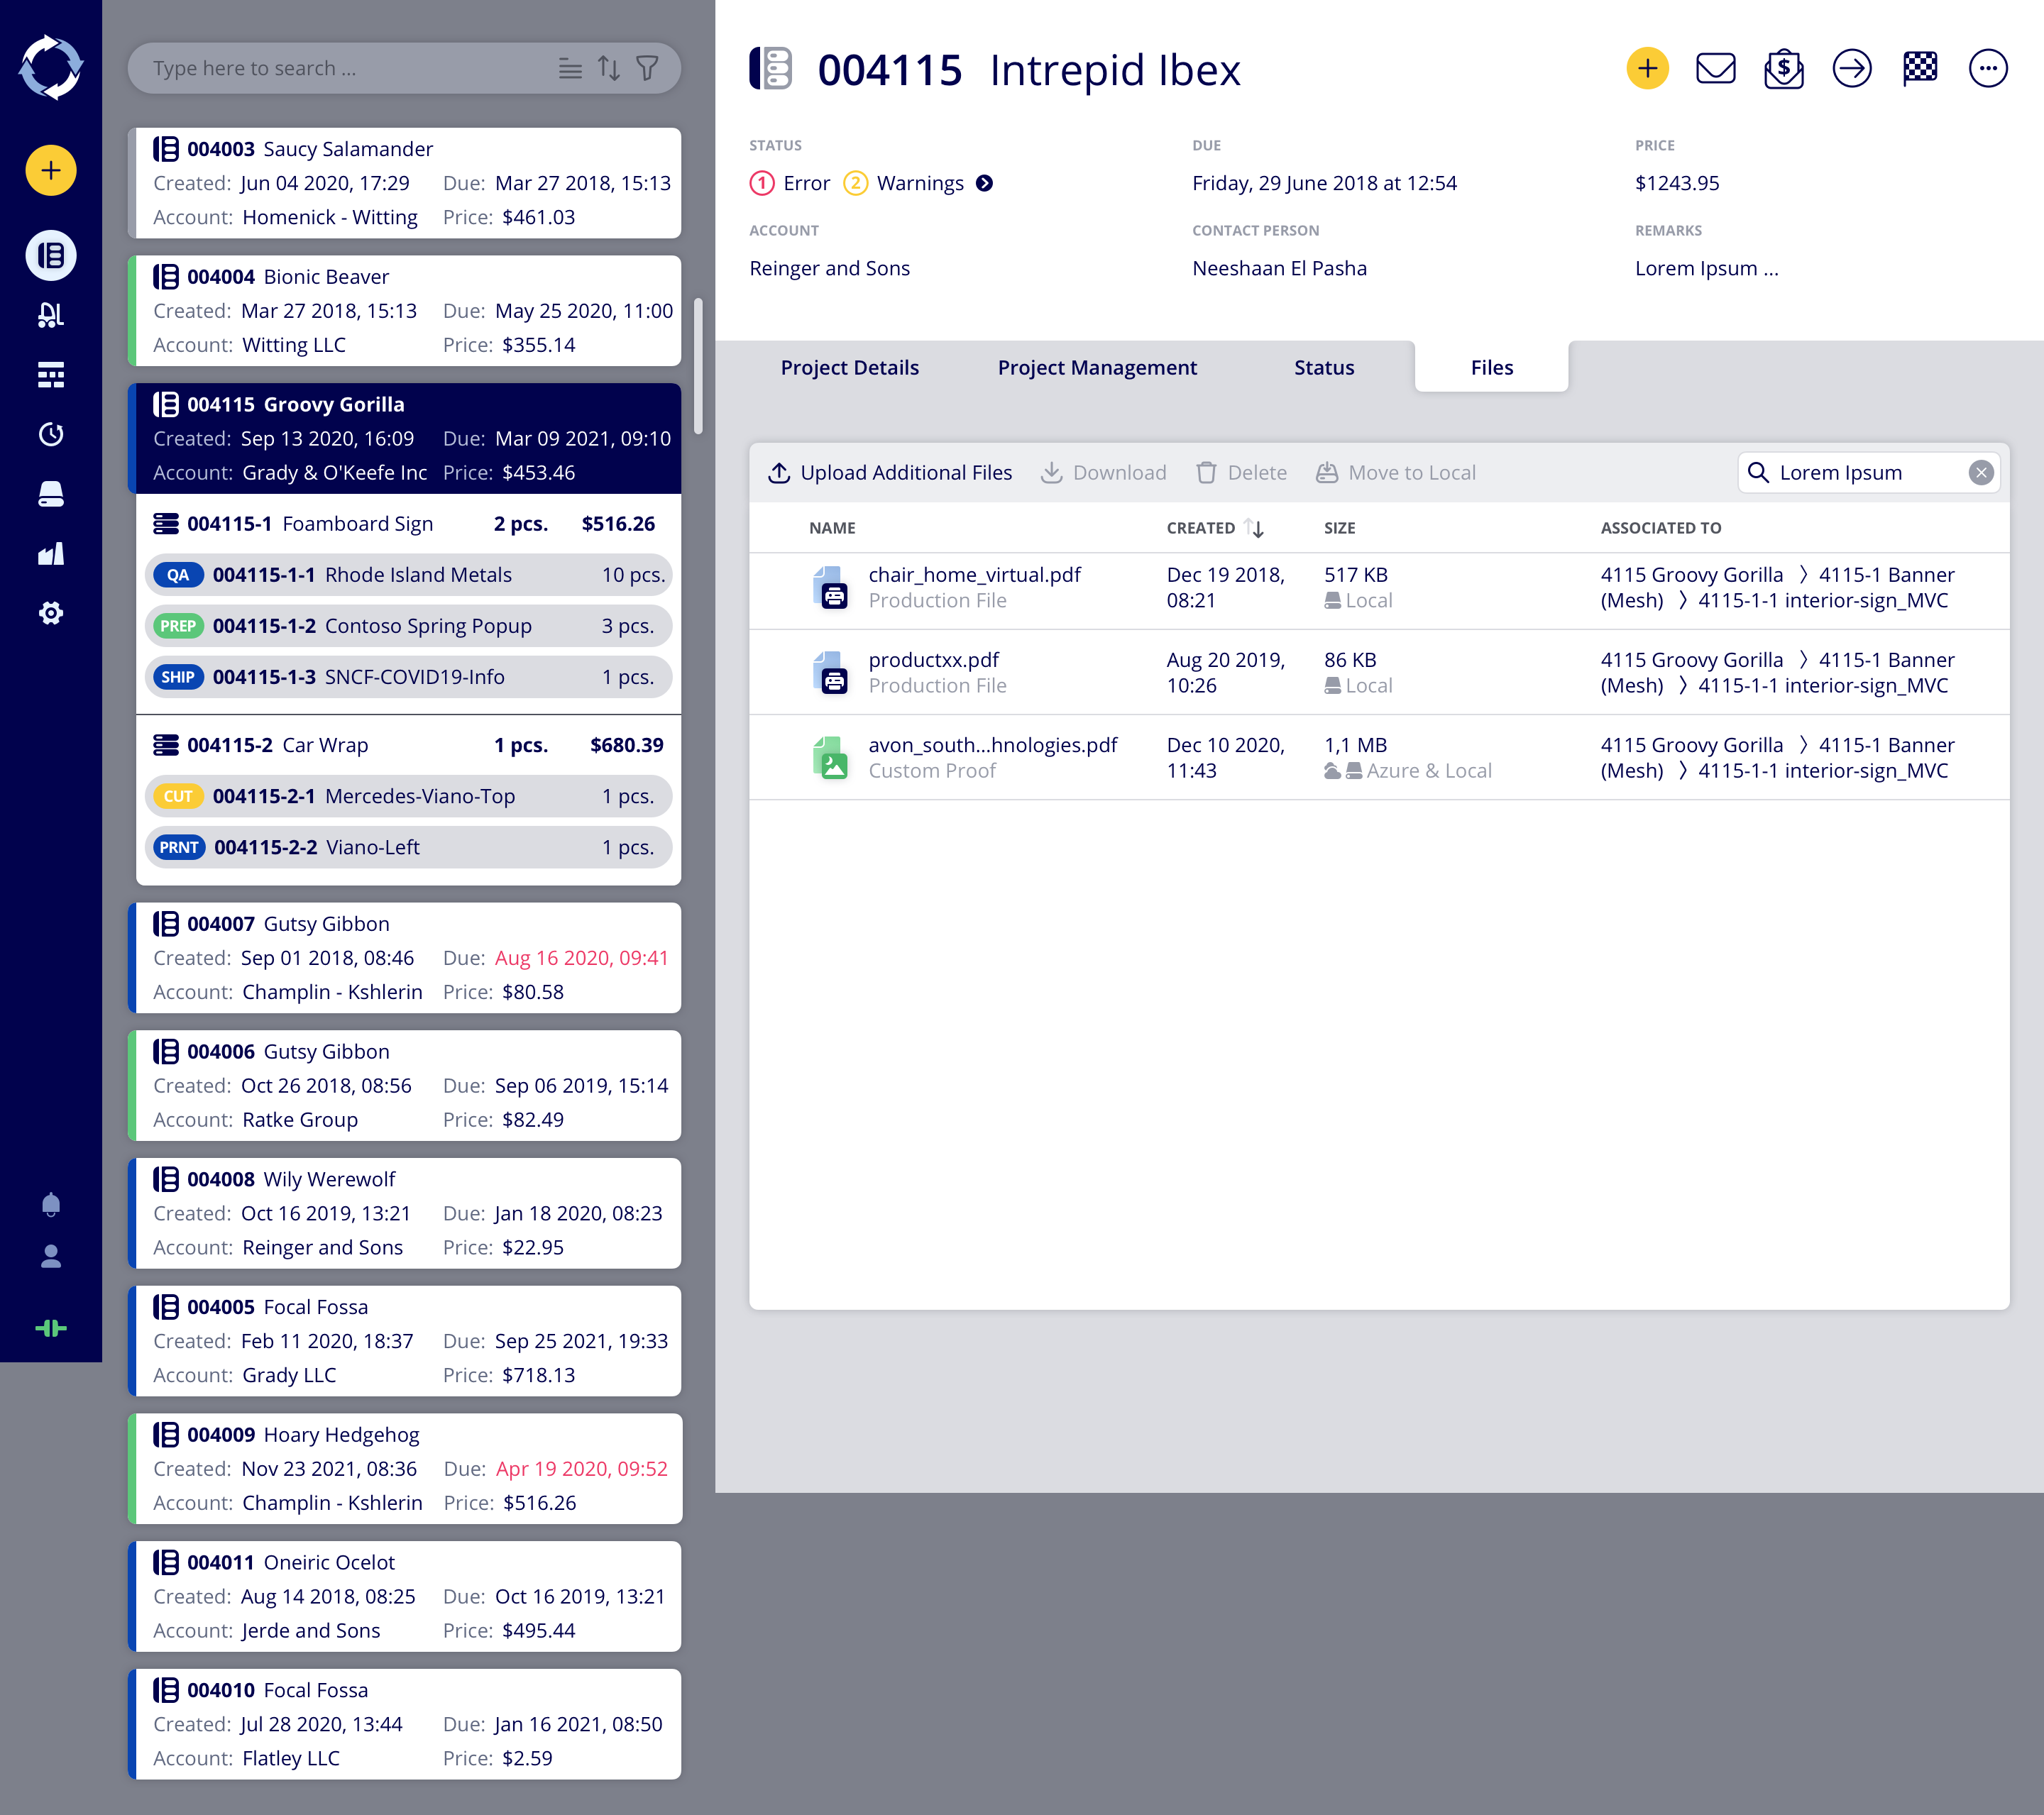 Type here to search ...
004003 Saucy Salamander
Created: Jun 04 2020, 17:29 Due: Mar 27 2018, 15:13
Account: Homenick - Witting Price: $461.03
004004 Bionic Beaver
Created: Mar 27 2018, 15:13 Due: May 25 2020, 11:00
Account: Witting LLC Price: $355.14
004115 Groovy Gorilla
Created: Sep 13 2020, 16:09 Due: Mar 09 2021, 09:10
Account: Grady & O'Keefe Inc Price: $453.46
004115-1 Foamboard Sign 2 pcs. $516.26
QA 004115-1-1 Rhode Island Metals 10 pcs.
PREP 004115-1-2 Contoso Spring Popup 3 pcs.
SHIP 004115-1-3 SNCF-COVID19-Info 1 pcs.
004115-2 Car Wrap 1 pcs. $680.39
CUT 004115-2-1 Mercedes-Viano-Top 1 pcs.
PRNT 004115-2-2 Viano-Left 1 pcs.
004007 Gutsy Gibbon
Created: Sep 01 2018, 08:46 Due: Aug 16 2020, 09:41
Account: Champlin - Kshlerin Price: $80.58
004006 Gutsy Gibbon
Created: Oct 26 2018, 08:56 Due: Sep 06 2019, 15:14
Account: Ratke Group Price: $82.49
004008 Wily Werewolf
Created: Oct 16 2019, 13:21 Due: Jan 18 2020, 08:23
Account: Reinger and Sons Price: $22.95
004005 Focal Fossa
Created: Feb 11 2020, 18:37 Due: Sep 25 2021, 19:33
Account: Grady LLC Price: $718.13
004009 Hoary Hedgehog
Created: Nov 23 2021, 08:36 Due: Apr 19 2020, 09:52
Account: Champlin - Kshlerin Price: $516.26
004011 Oneiric Ocelot
Created: Aug 14 2018, 08:25 Due: Oct 16 2019, 13:21
Account: Jerde and Sons Price: $495.44
004010 Focal Fossa
Created: Jul 28 2020, 13:44 Due: Jan 16 2021, 08:50
Account: Flatley LLC Price: $2.59
004115 Intrepid Ibex
STATUS DUE PRICE
1 Error 2 Warnings Friday, 29 June 2018 at 12:54 $1243.95
ACCOUNT CONTACT PERSON REMARKS
Reinger and Sons Neeshaan El Pasha Lorem Ipsum ...
Project Details Project Management Status Files
Upload Additional Files Download Delete Move to Local Lorem Ipsum
NAME CREATED SIZE ASSOCIATED TO
chair_home_virtual.pdf Dec 19 2018, 517 KB 4115 Groovy Gorilla 〉 4115-1 Banner
Production File 08:21 Local (Mesh) 〉 4115-1-1 interior-sign_MVC
productxx.pdf Aug 20 2019, 86 KB 4115 Groovy Gorilla 〉 4115-1 Banner
Production File 10:26 Local (Mesh) 〉 4115-1-1 interior-sign_MVC
avon_south...hnologies.pdf Dec 10 2020, 1,1 MB 4115 Groovy Gorilla 〉 4115-1 Banner
Custom Proof 11:43 Azure & Local (Mesh) 〉 4115-1-1 interior-sign_MVC